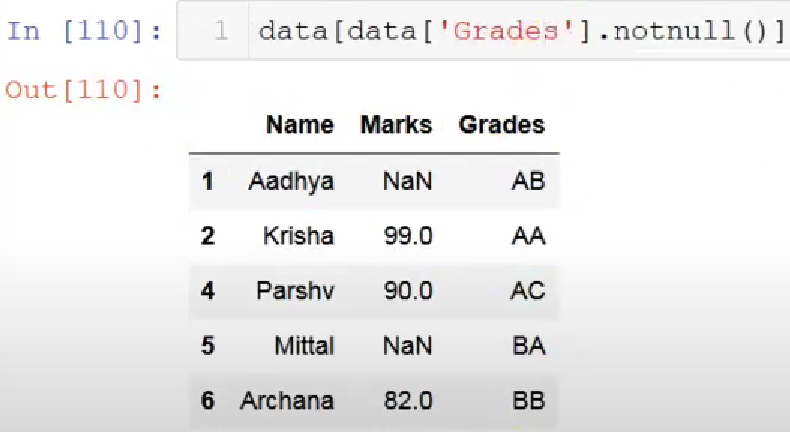 In [110]: 1 data[data['Grades'].notnull()]
Out[110]:
Name Marks Grades
1 Aadhya NaN AB
2 Krisha 99.0 AA
4 Parshv 90.0 AC
5 Mittal NaN BA
6 Archana 82.0 BB